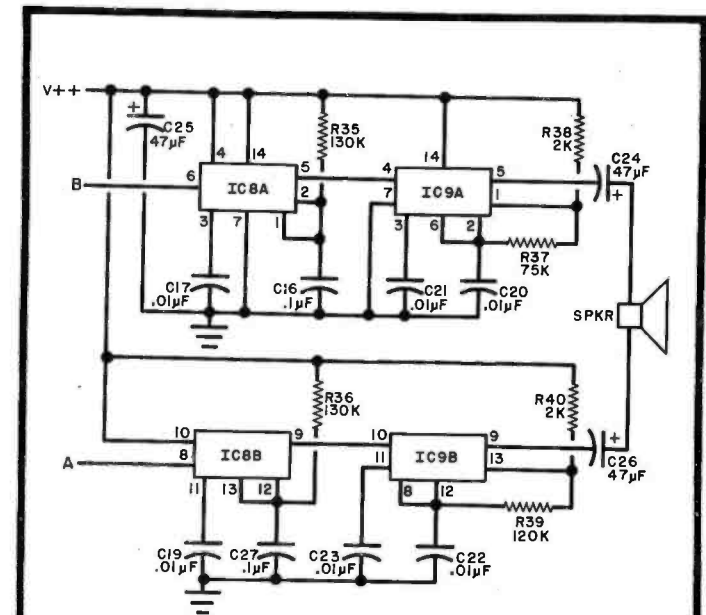 V++
+
C25
47µF
4
14
R35
130K
14
R38
2K
C24
47µF
+
B
6
IC8A
5
2
4
7
IC9A
5
1
3
7
1
3
6
2
R37
75K
C17
.01µF
C16
.1µF
C21
.01µF
C20
.01µF
SPKR
R36
130K
R40
2K
10
8
IC8B
9
10
11
IC9B
9
13
+
C26
47µF
A
11
13
12
8
12
R39
120K
C19
.01µF
C27
.1µF
C23
.01µF
C22
.01µF